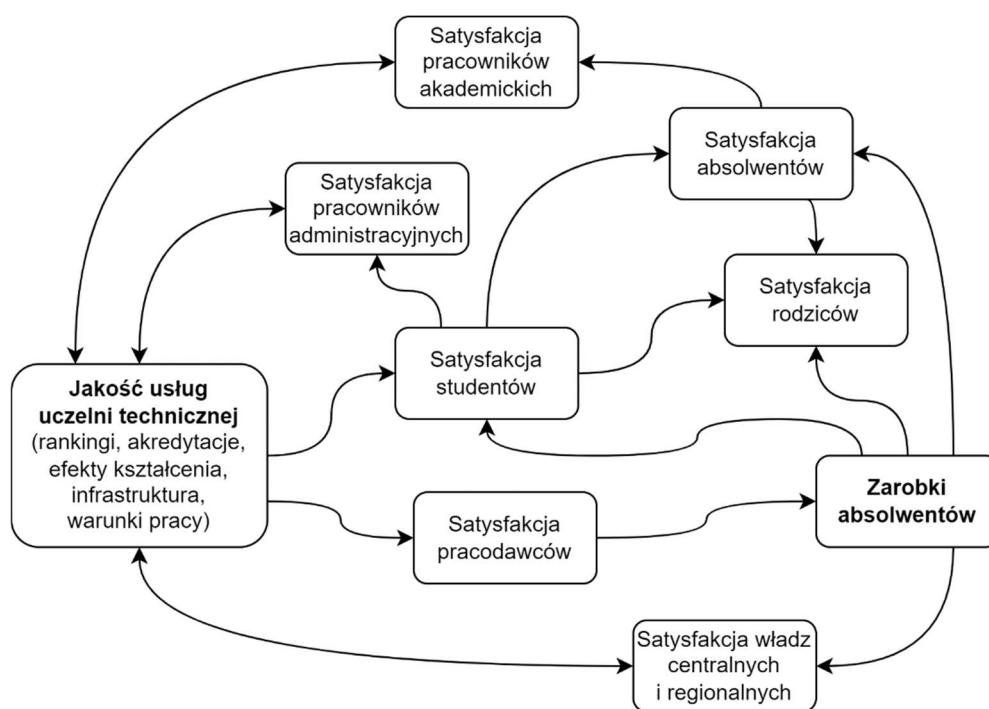 Satysfakcja
pracowników
akademickich
Satysfakcja
absolwentów
Satysfakcja
pracowników
administracyjnych
Satysfakcja
rodziców
Satysfakcja
studentów
Jakość usług
uczelni technicznej
(rankingi, akredytacje,
efekty kształcenia,
infrastruktura,
warunki pracy)
Zarobki
absolwentów
Satysfakcja
pracodawców
Satysfakcja władz
centralnych
i regionalnych